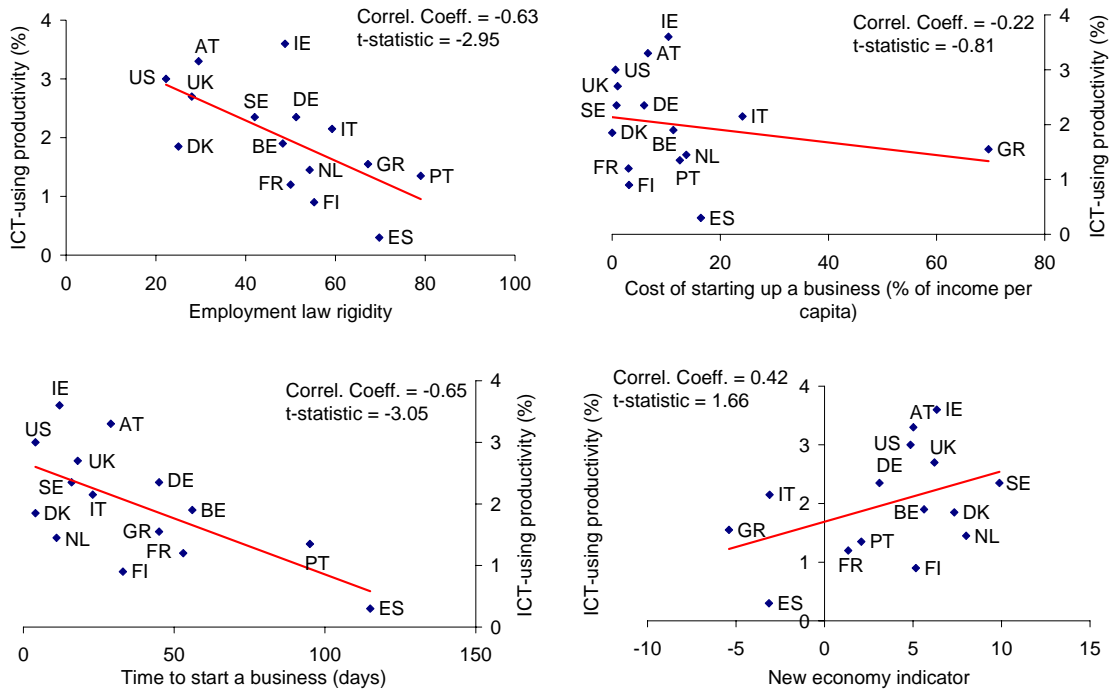 Correl. Coeff. = -0.63
t-statistic = -2.95
ICT-using productivity (%)
4
3
2
1
0
IE
AT
US
UK
SE
DE
IT
DK
BE
GR
NL
PT
FR
FI
ES
0
20
40
60
80
100
Employment law rigidity
Correl. Coeff. = -0.22
t-statistic = -0.81
ICT-using productivity (%)
4
3
2
1
0
IE
AT
US
UK
SE
DE
IT
DK
BE
NL
GR
FR
PT
FI
ES
0
20
40
60
80
Cost of starting up a business (% of income per
capita)
Correl. Coeff. = -0.65
t-statistic = -3.05
ICT-using productivity (%)
4
3
2
1
0
IE
AT
US
UK
SE
IT
DE
DK
BE
NL
GR
FR
PT
FI
ES
0
50
100
150
Time to start a business (days)
Correl. Coeff. = 0.42
t-statistic = 1.66
ICT-using productivity (%)
4
3
2
1
0
AT
IE
US
UK
DE
SE
IT
BE
DK
GR
PT
NL
FR
FI
ES
-10
-5
0
5
10
15
New economy indicator